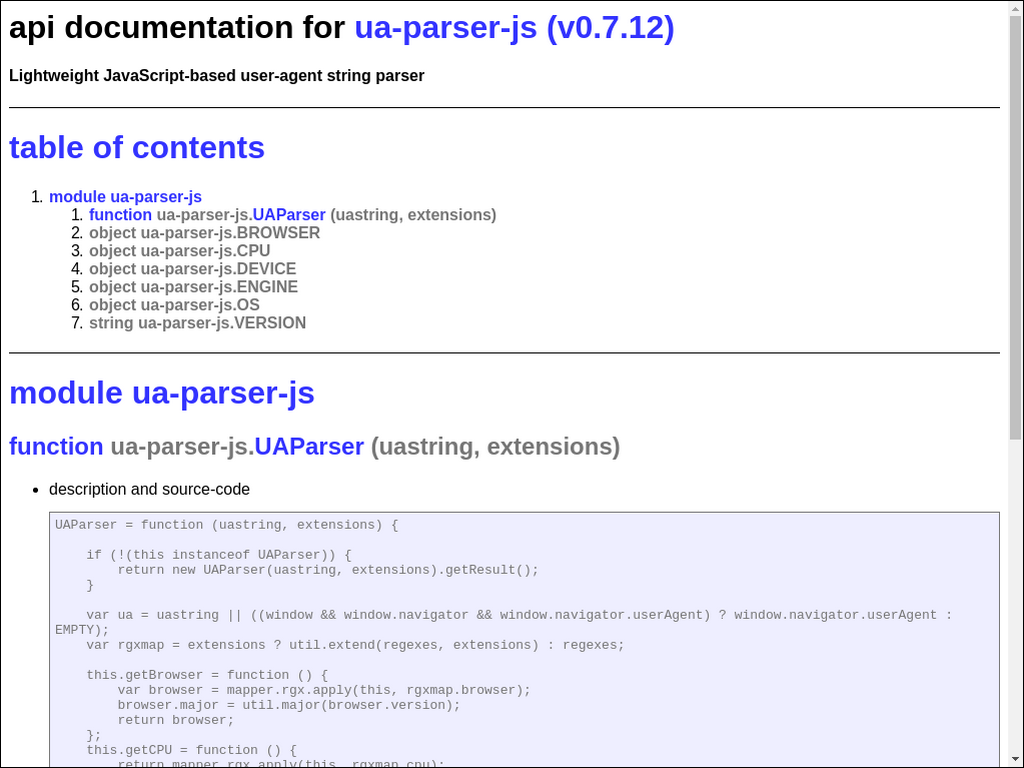 api documentation for ua-parser-js (v0.7.12)
Lightweight JavaScript-based user-agent string parser
table of contents
1. module ua-parser-js
1. function ua-parser-js.UAParser (uastring, extensions)
2. object ua-parser-js.BROWSER
3. object ua-parser-js.CPU
4. object ua-parser-js.DEVICE
5. object ua-parser-js.ENGINE
6. object ua-parser-js.OS
7. string ua-parser-js.VERSION
module ua-parser-js
function ua-parser-js.UAParser (uastring, extensions)
• description and source-code
UAParser = function (uastring, extensions) {
if (!(this instanceof UAParser)) {
return new UAParser(uastring, extensions).getResult();
}
var ua = uastring || ((window && window.navigator && window.navigator.userAgent) ? window.navigator.userAgent :
EMPTY);
var rgxmap = extensions ? util.extend(regexes, extensions) : regexes;
this.getBrowser = function () {
var browser = mapper.rgx.apply(this, rgxmap.browser);
browser.major = util.major(browser.version);
return browser;
};
this.getCPU = function () {
return mapper.rgx.apply(this, rgxmap.cpu);